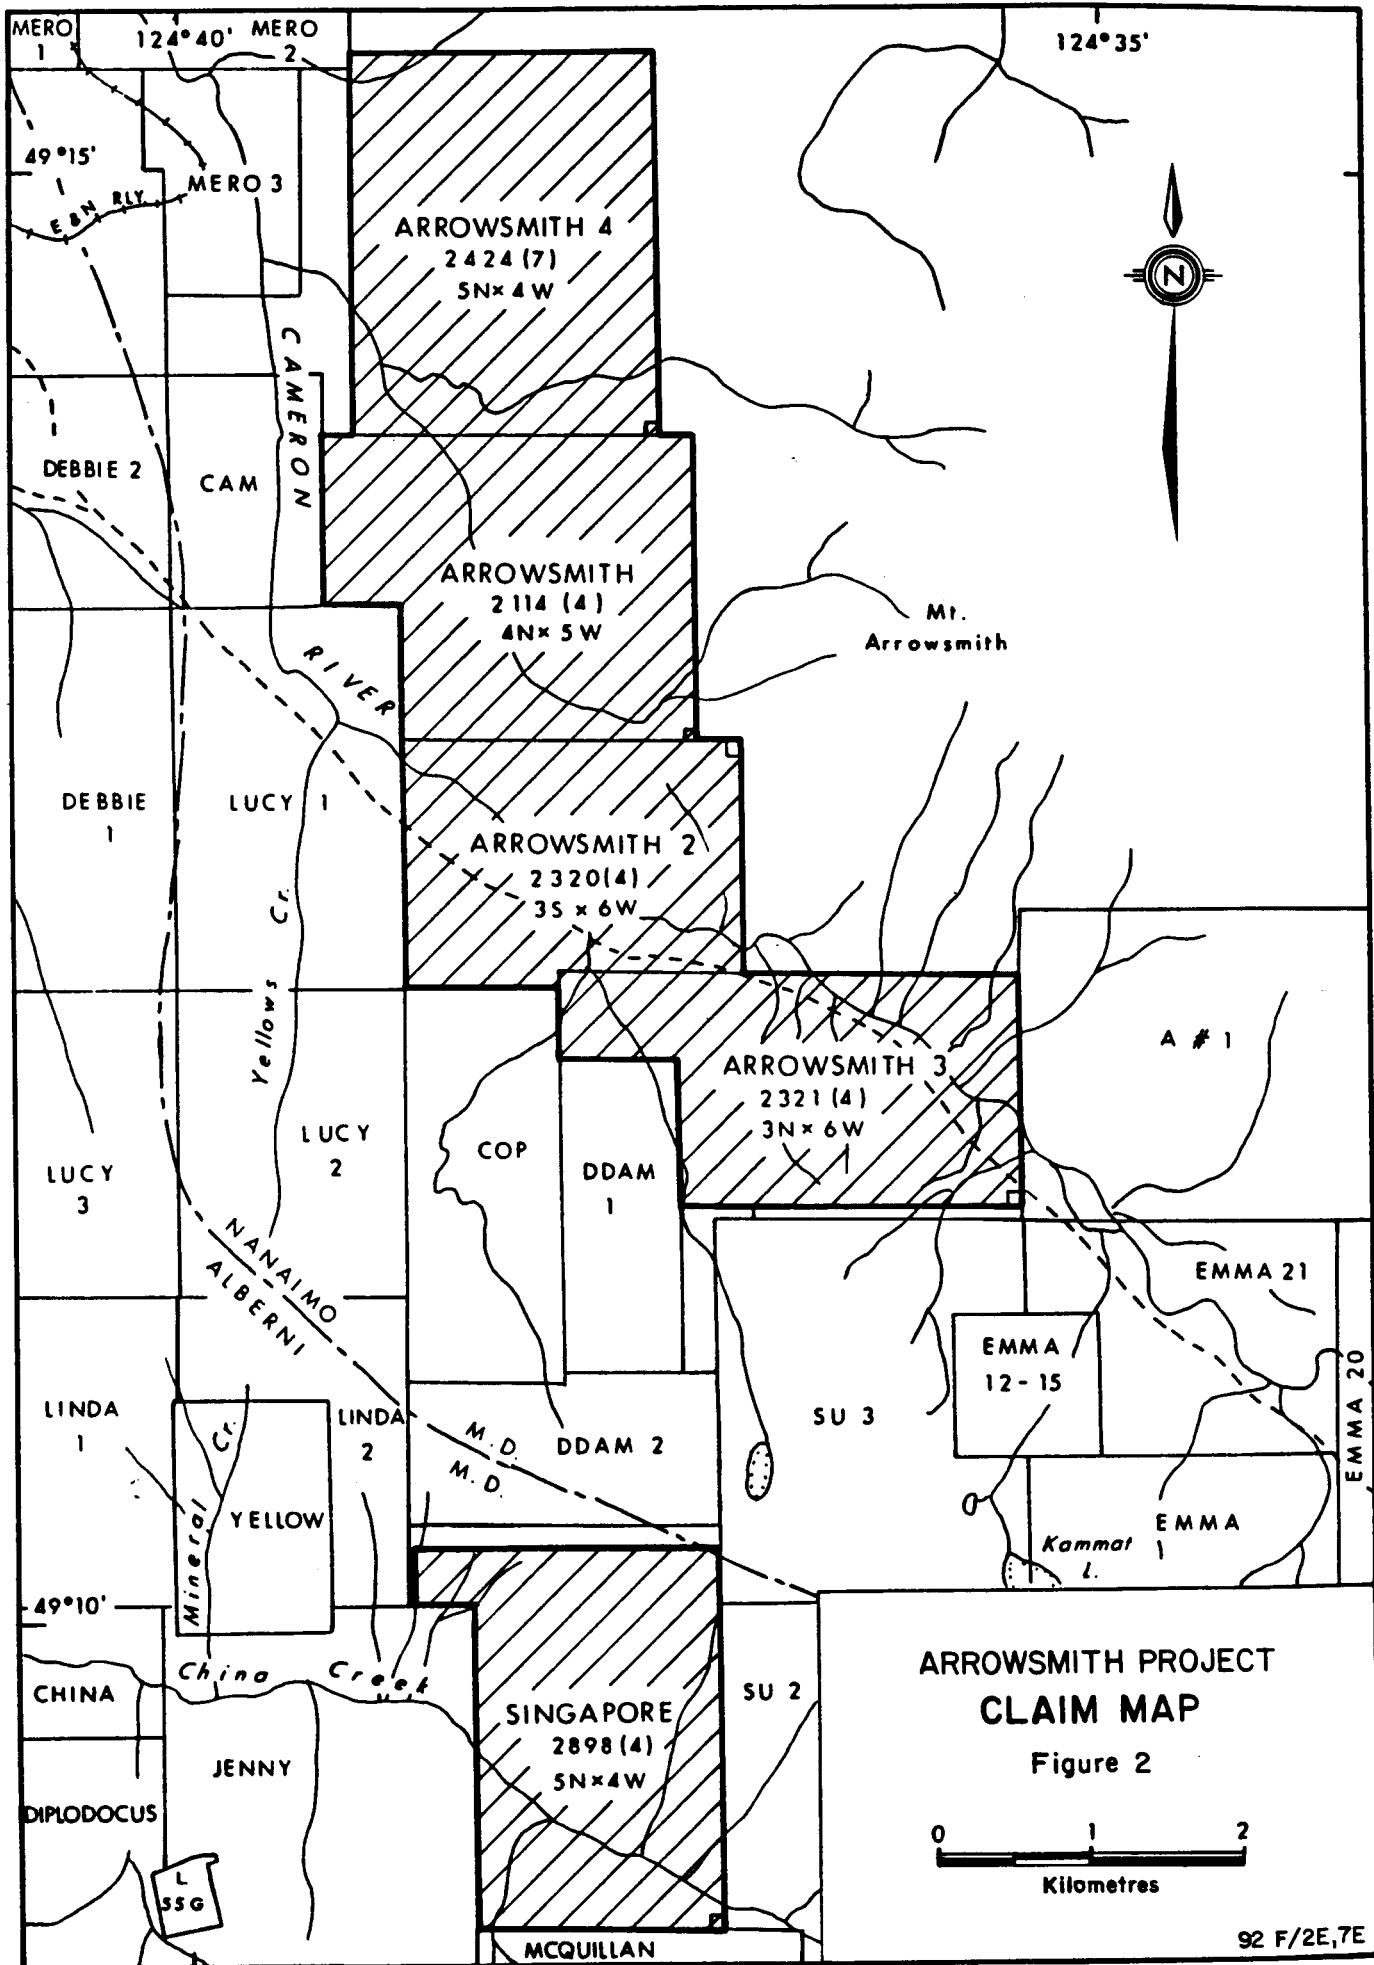 MERO
1
124°40'
MERO
2
124°35'
49°15'
MERO 3
E&N RLY
ARROWSMITH 4
2424 (7)
5N× 4W
N
CAMERON
DEBBIE 2
CAM
ARROWSMITH
2114 (4)
4N× 5W
Mt.
Arrowsmith
RIVER
DEBBIE
1
LUCY 1
ARROWSMITH 2
2320(4)
3S × 6W
Yellows Cr.
A # 1
ARROWSMITH 3
2321 (4)
3N× 6W
LUCY
2
COP
DDAM
1
LUCY
3
NANAIMO
ALBERNI
EMMA 21
EMMA
12-15
EMMA 20
LINDA
1
Cr.
LINDA
2
M.D.
M.D.
DDAM 2
SU 3
Mineral
YELLOW
EMMA
1
Kammat
L.
49°10'
China Creek
CHINA
SINGAPORE
2898(4)
5N×4W
SU 2
ARROWSMITH PROJECT
CLAIM MAP
Figure 2
JENNY
DIPLODOCUS
L
55G
0 1 2
Kilometres
MCQUILLAN
92 F/2E,7E